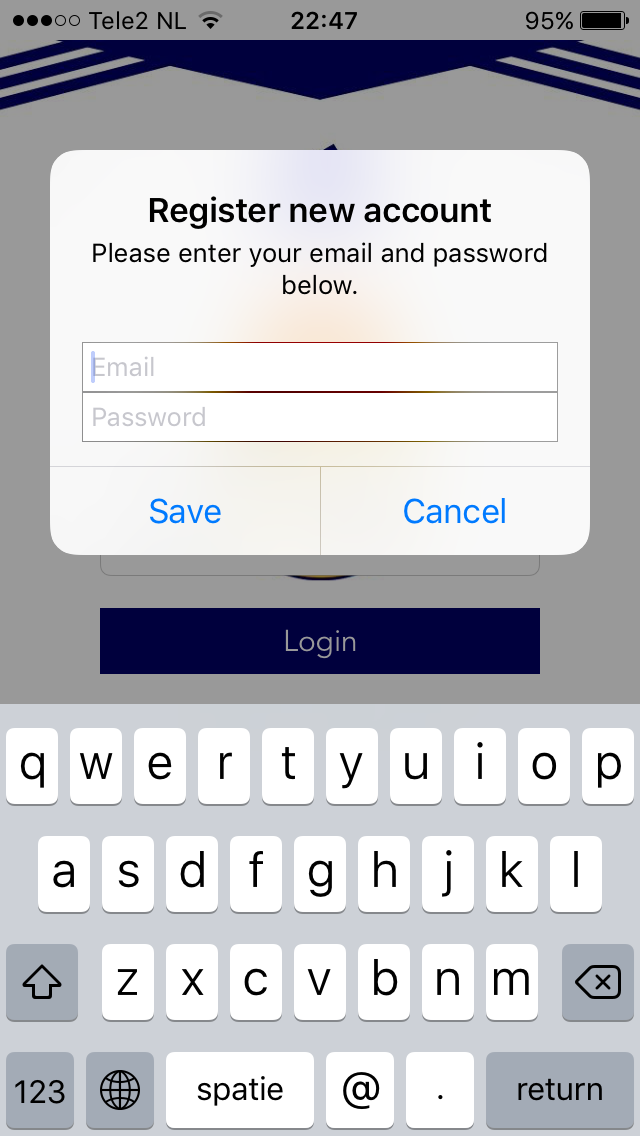 Tele2 NL 22:47 95%
Register new account
Please enter your email and password
below.
Email
Password
Save Cancel
Login
q w e r t y u i o p
a s d f g h j k l
z x c v b n m
123 spatie @ . return